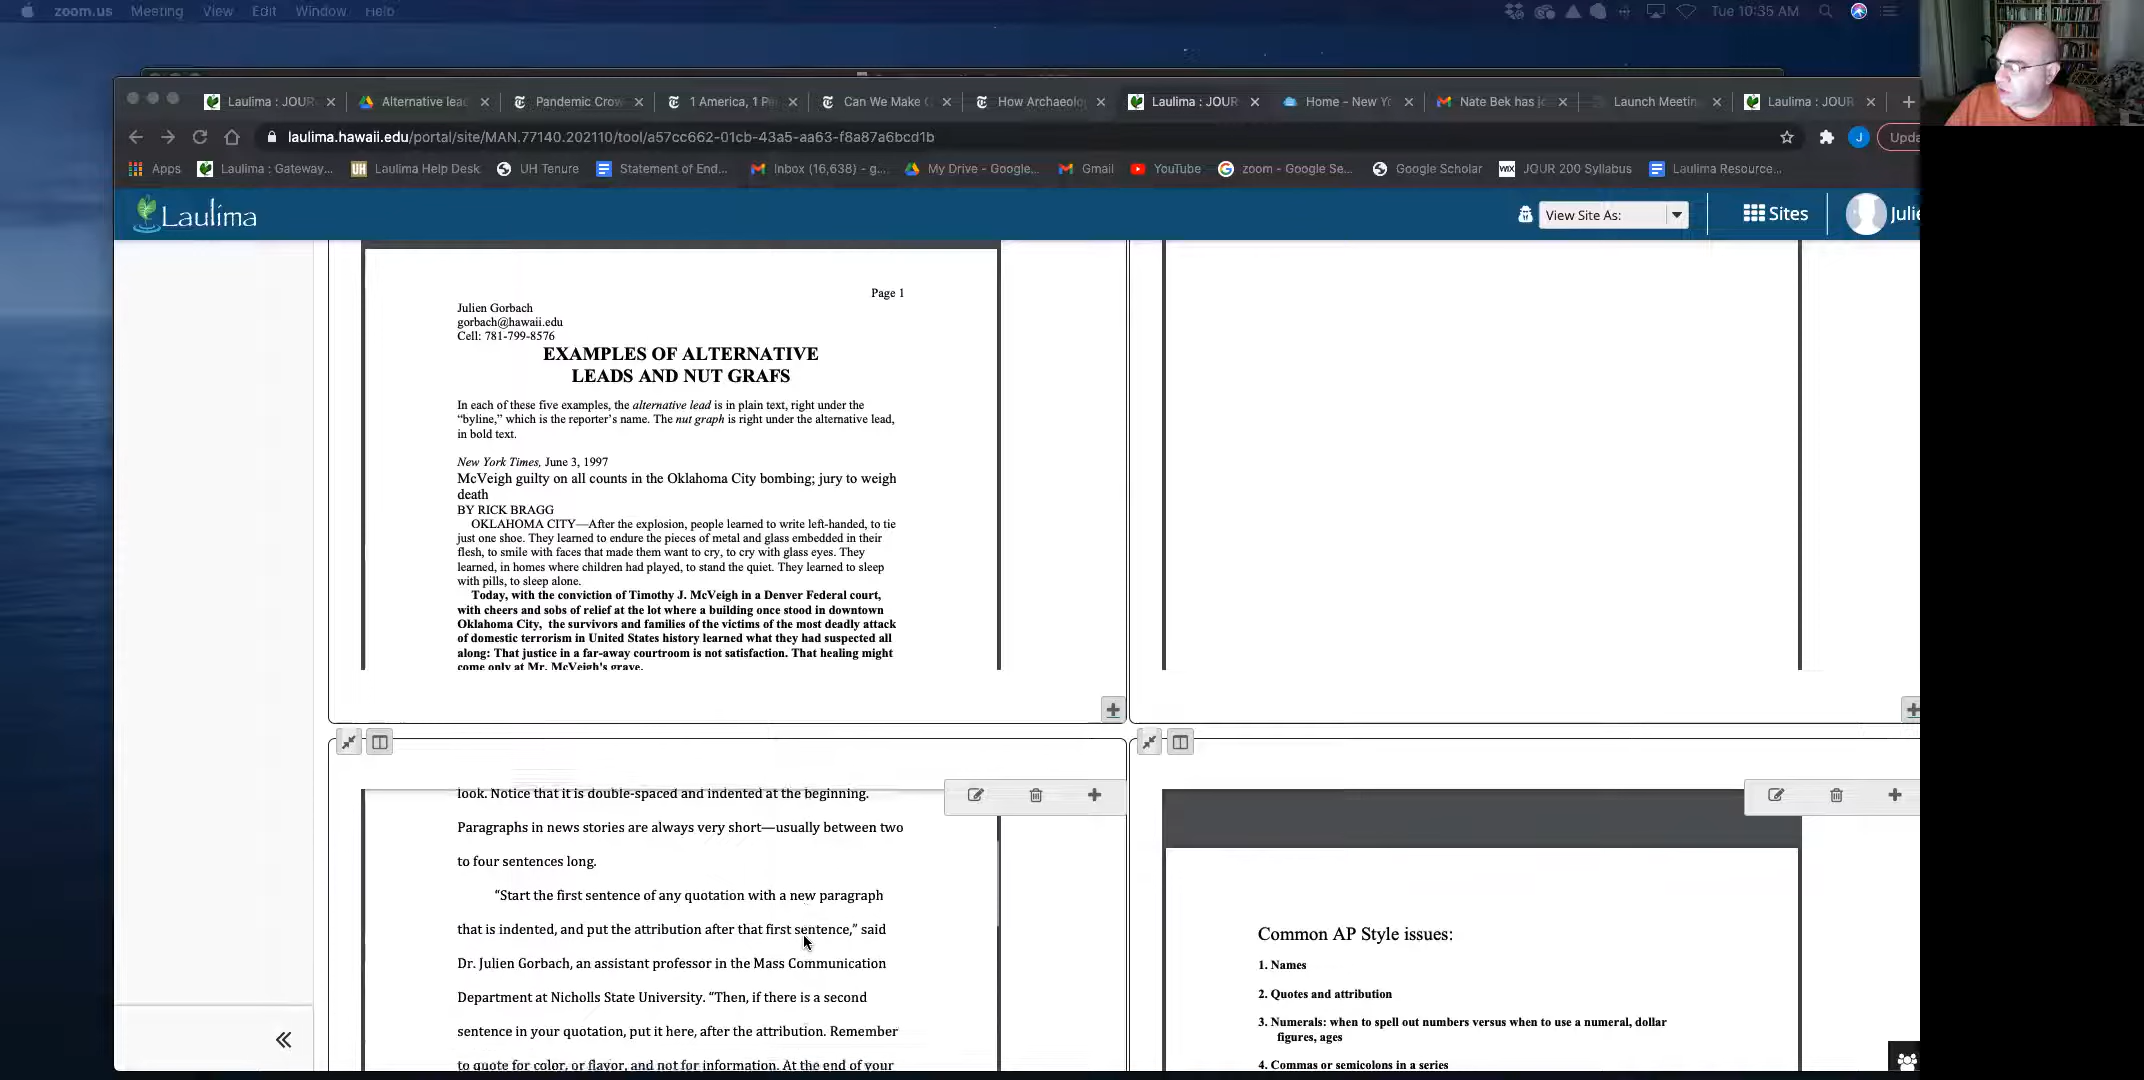 zoom.us Meeting View Edit Window Help
Tue 10:35 AM
Laulima : JOUR
Alternative lea
Pandemic Crow
1 America, 1 P
Can We Make
How Archaeolo
Laulima : JOUR
Home - New Y
Nate Bek has j
Launch Meetin
Laulima : JOUR
laulima.hawaii.edu/portal/site/MAN.77140.202110/tool/a57cc662-01cb-43a5-aa63-f8a87a6bcd1b
J
Upda
Apps
Laulima : Gateway...
UH
Laulima Help Desk
UH Tenure
Statement of End...
Inbox (16,638) - g...
My Drive - Google...
Gmail
YouTube
zoom - Google Se...
Google Scholar
WIX
JOUR 200 Syllabus
Laulima Resource...
Laulima
View Site As:
Sites
Julie
Page 1
Julien Gorbach
gorbach@hawaii.edu
Cell: 781-799-8576
EXAMPLES OF ALTERNATIVE
LEADS AND NUT GRAFS
In each of these five examples, the alternative lead is in plain text, right under the
“byline,” which is the reporter’s name. The nut graph is right under the alternative lead,
in bold text.
New York Times, June 3, 1997
McVeigh guilty on all counts in the Oklahoma City bombing; jury to weigh
death
BY RICK BRAGG
OKLAHOMA CITY—After the explosion, people learned to write left-handed, to tie
just one shoe. They learned to endure the pieces of metal and glass embedded in their
flesh, to smile with faces that made them want to cry, to cry with glass eyes. They
learned, in homes where children had played, to stand the quiet. They learned to sleep
with pills, to sleep alone.
Today, with the conviction of Timothy J. McVeigh in a Denver Federal court,
with cheers and sobs of relief at the lot where a building once stood in downtown
Oklahoma City, the survivors and families of the victims of the most deadly attack
of domestic terrorism in United States history learned what they had suspected all
along: That justice in a far-away courtroom is not satisfaction. That healing might
come only at Mr. McVeigh's grave.
look. Notice that it is double-spaced and indented at the beginning.
Paragraphs in news stories are always very short—usually between two
to four sentences long.
“Start the first sentence of any quotation with a new paragraph
that is indented, and put the attribution after that first sentence,” said
Dr. Julien Gorbach, an assistant professor in the Mass Communication
Department at Nicholls State University. “Then, if there is a second
sentence in your quotation, put it here, after the attribution. Remember
to quote for color, or flavor, and not for information. At the end of your
Common AP Style issues:
1. Names
2. Quotes and attribution
3. Numerals: when to spell out numbers versus when to use a numeral, dollar
figures, ages
4. Commas or semicolons in a series